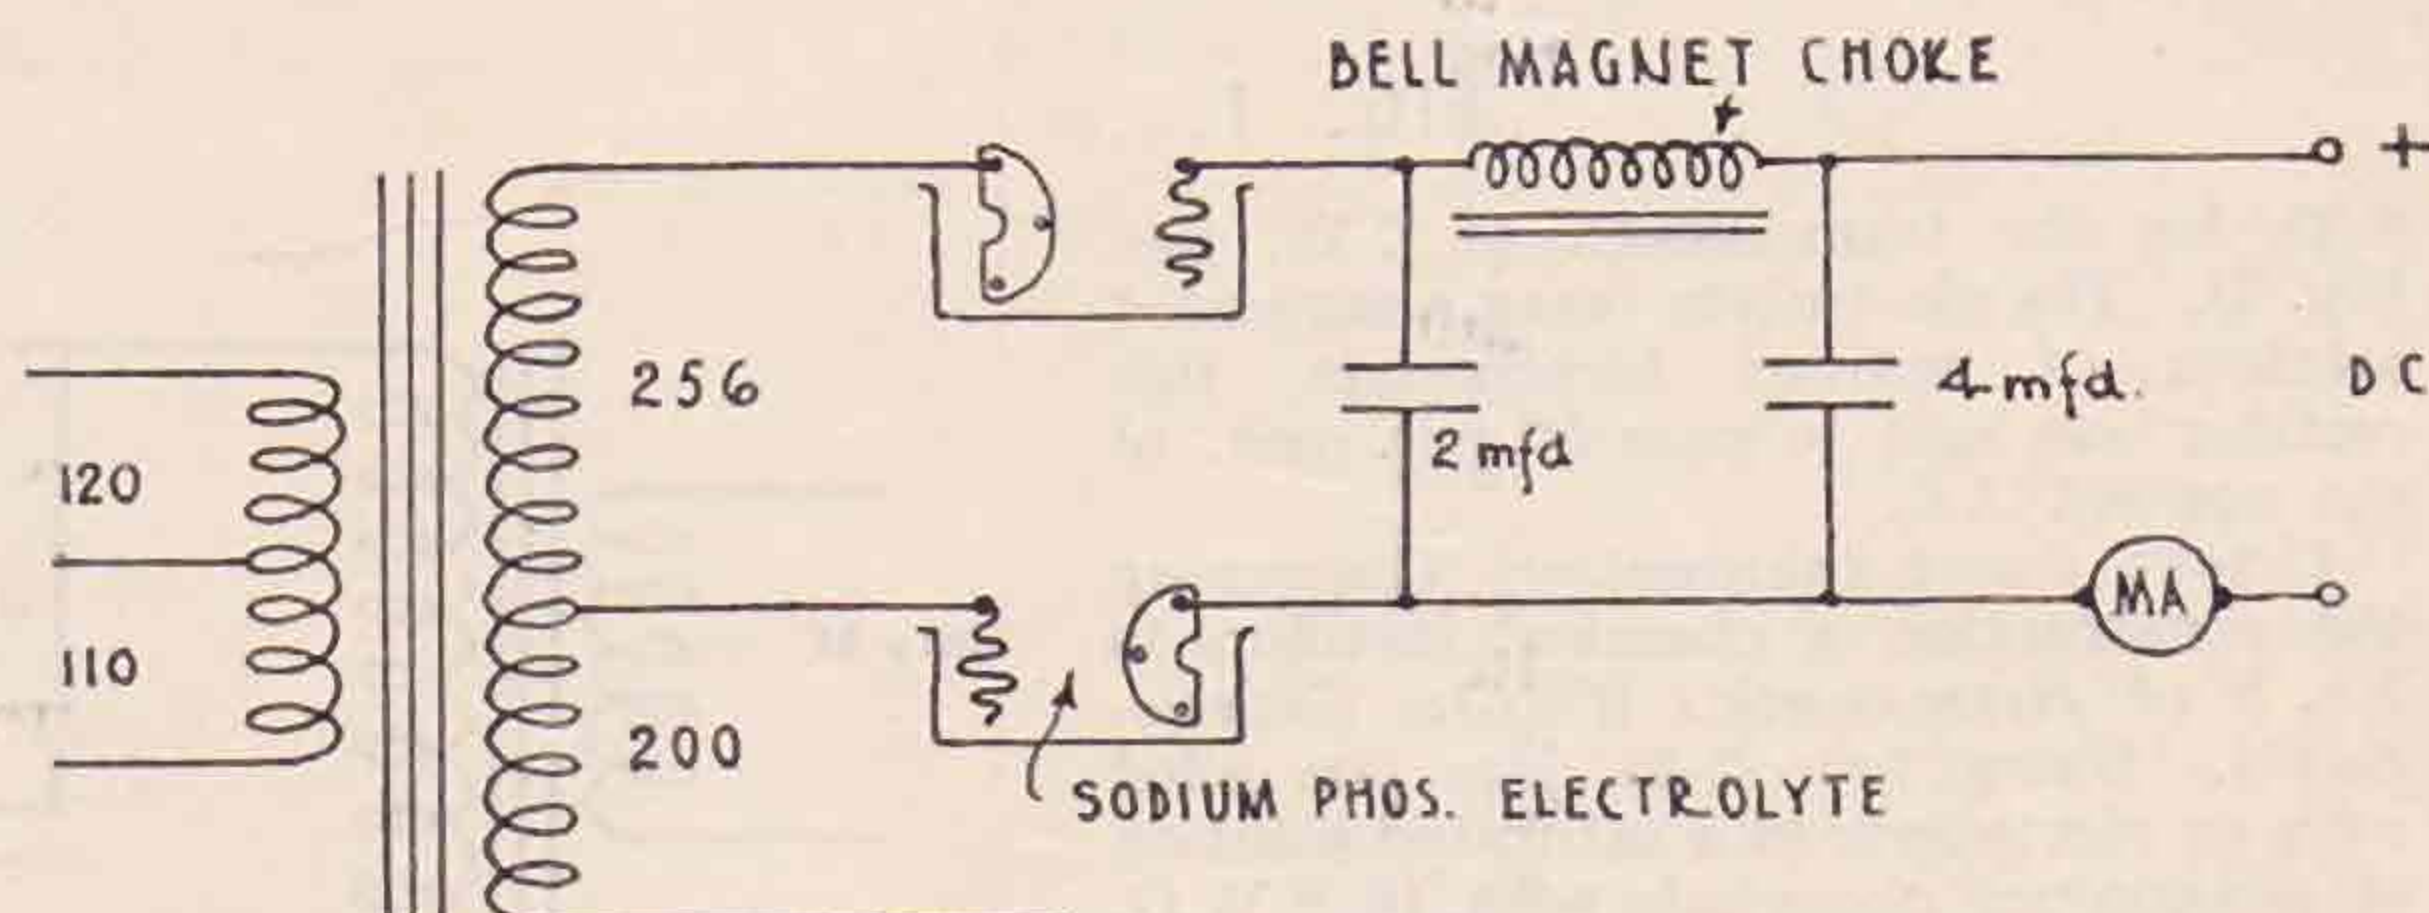 BELL MAGNET CHOKE
+
256
120
2 mfd
4 mfd.
DC
MA
110
200
SODIUM PHOS. ELECTROLYTE